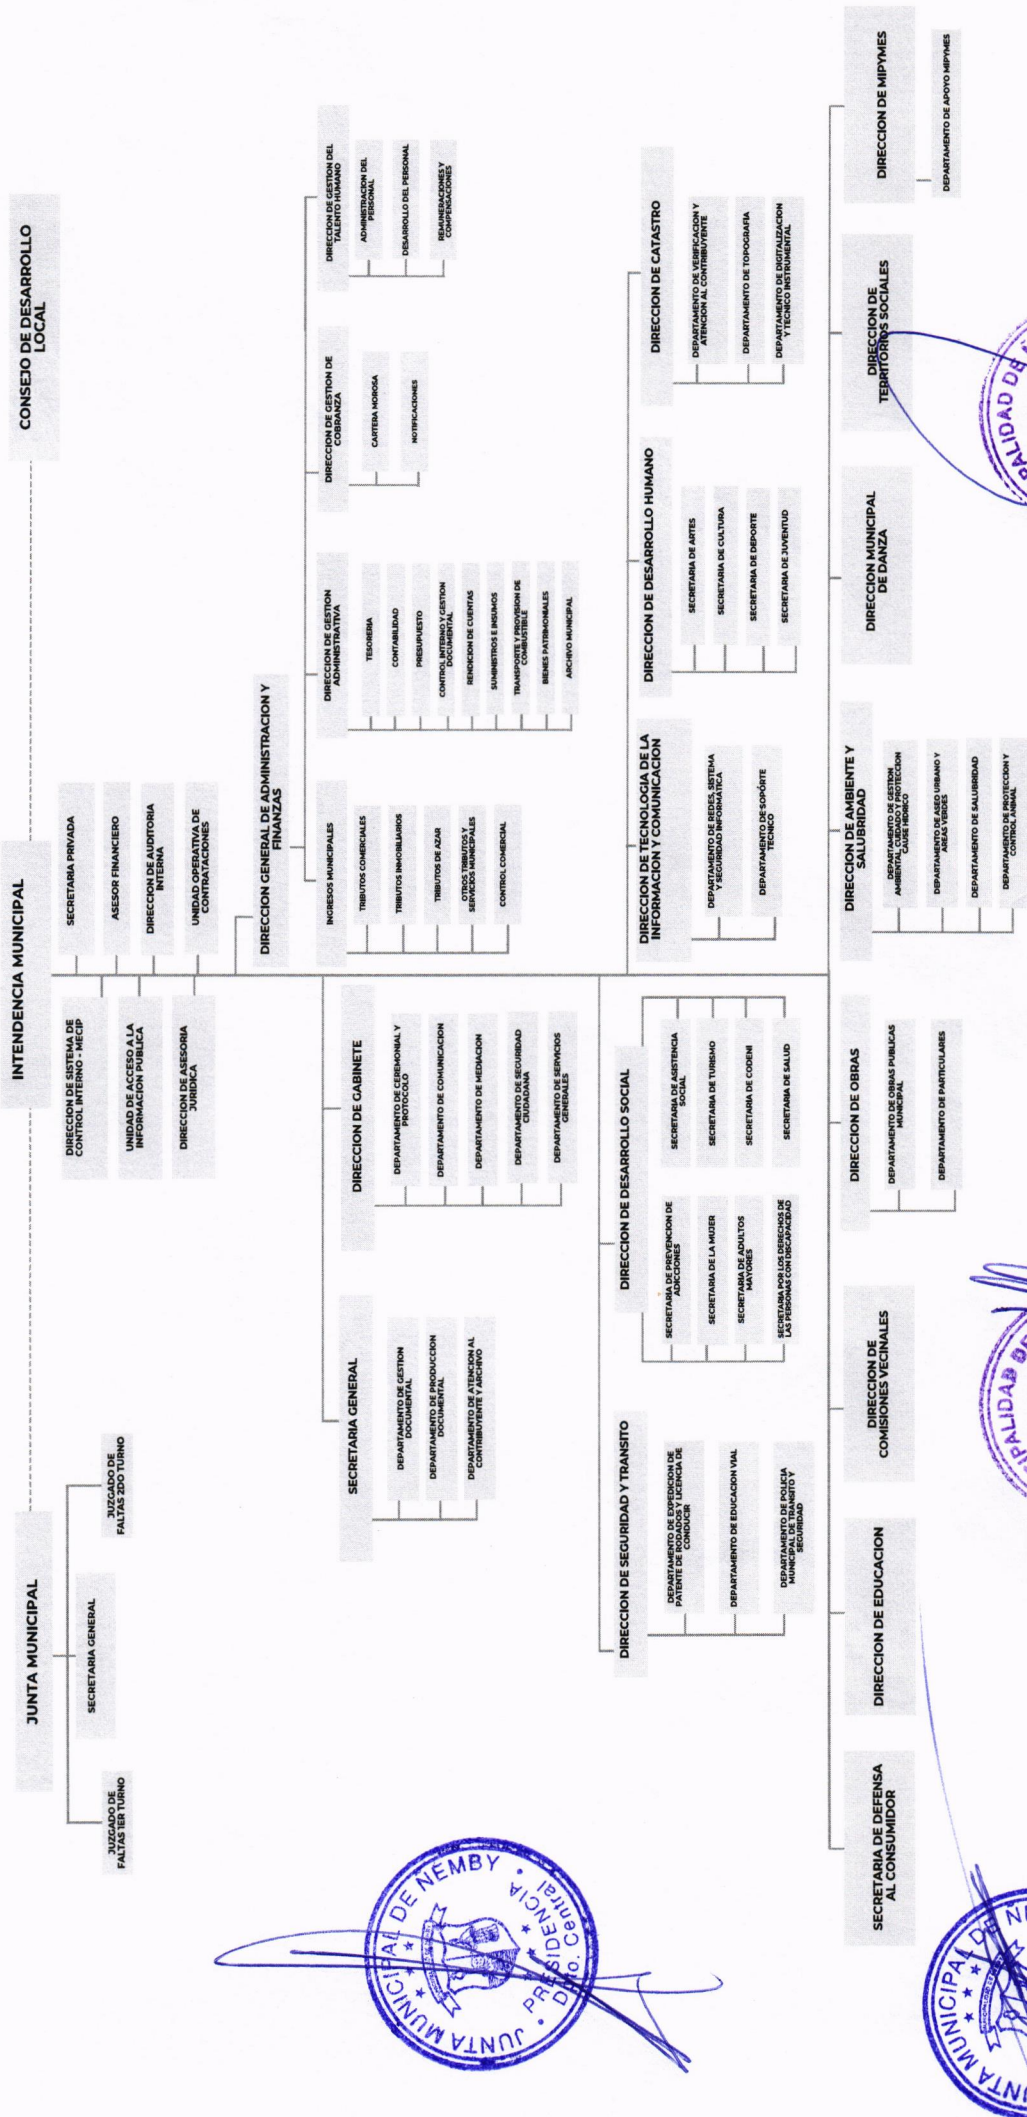 JUNTA MUNICIPAL
INTENDENCIA MUNICIPAL
CONSEJO DE DESARROLLO
LOCAL
JUZGADO DE
FALTAS 1ER TURNO
SECRETARIA GENERAL
JUZGADO DE
FALTAS 2DO TURNO
DIRECCION DE SISTEMA DE
CONTROL INTERNO - MECIP
UNIDAD DE ACCESO A LA
INFORMACION PUBLICA
DIRECCION DE ASESORIA
JURIDICA
SECRETARIA PRIVADA
ASESOR FINANCIERO
DIRECCION DE AUDITORIA
INTERNA
UNIDAD OPERATIVA DE
CONTRATACIONES
DIRECCION GENERAL DE ADMINISTRACION Y
FINANZAS
INGRESOS MUNICIPALES
TRIBUTOS COMERCIALES
TRIBUTOS INMOBILIARIOS
TRIBUTOS DE AZAR
OTROS TRIBUTOS Y
SERVICIOS MUNICIPALES
CONTROL COMERCIAL
DIRECCION DE GESTION
ADMINISTRATIVA
TESORERIA
CONTABILIDAD
PRESUPUESTO
CONTROL INTERNO Y GESTION
DOCUMENTAL
RENDICION DE CUENTAS
SUMINISTROS E INSUMOS
TRANSPORTE Y PROVISION DE
COMBUSTIBLE
BIENES PATRIMONIALES
ARCHIVO MUNICIPAL
DIRECCION DE GESTION DE
COBRANZA
CARTERA MOROSA
NOTIFICACIONES
DIRECCION DE GESTION DEL
TALENTO HUMANO
ADMINISTRACION DEL
PERSONAL
DESARROLLO DEL PERSONAL
REMUNERACIONES Y
COMPENSACIONES
SECRETARIA GENERAL
DEPARTAMENTO DE GESTION
DOCUMENTAL
DEPARTAMENTO DE PRODUCCION
DOCUMENTAL
DEPARTAMENTO DE ATENCION AL
CONTRIBUYENTE Y ARCHIVO
DIRECCION DE GABINETE
DEPARTAMENTO DE CEREMONIAL Y
PROTOCOLO
DEPARTAMENTO DE COMUNICACION
DEPARTAMENTO DE MEDIACION
DEPARTAMENTO DE SEGURIDAD
CIUDADANA
DEPARTAMENTO DE SERVICIOS
GENERALES
DIRECCION DE SEGURIDAD Y TRANSITO
DEPARTAMENTO DE EXPEDICION DE
PATENTE DE RODADOS Y LICENCIA DE
CONDUCIR
DEPARTAMENTO DE EDUCACION VIAL
DEPARTAMENTO DE POLICIA
MUNICIPAL DE TRANSITO Y
SEGURIDAD
DIRECCION DE DESARROLLO SOCIAL
SECRETARIA DE PREVENCION DE
ADICCIONES
SECRETARIA DE LA MUJER
SECRETARIA DE ADULTOS
MAYORES
SECRETARIA POR LOS DERECHOS DE
LAS PERSONAS CON DISCAPACIDAD
SECRETARIA DE ASISTENCIA
SOCIAL
SECRETARIA DE TURISMO
SECRETARIA DE CODENI
SECRETARIA DE SALUD
DIRECCION DE TECNOLOGIA DE LA
INFORMACION Y COMUNICACION
DEPARTAMENTO DE REDES, SISTEMA
Y SEGURIDAD INFORMATICA
DEPARTAMENTO DE SOPÓRTE
TECNICO
DIRECCION DE DESARROLLO HUMANO
SECRETARIA DE ARTES
SECRETARIA DE CULTURA
SECRETARIA DE DEPORTE
SECRETARIA DE JUVENTUD
DIRECCION DE CATASTRO
DEPARTAMENTO DE VERIFICACION Y
ATENCION AL CONTRIBUYENTE
DEPARTAMENTO DE TOPOGRAFIA
DEPARTAMENTO DE DIGITALIZACION
Y TECNICO INSTRUMENTAL
SECRETARIA DE DEFENSA
AL CONSUMIDOR
DIRECCION DE EDUCACION
DIRECCION DE
COMISIONES VECINALES
DIRECCION DE OBRAS
DEPARTAMENTO DE OBRAS PUBLICAS
MUNICIPAL
DEPARTAMENTO DE PARTICULARES
DIRECCION DE AMBIENTE Y
SALUBRIDAD
DEPARTAMENTO DE GESTION
AMBIENTAL, CUIDADO Y PROTECCION
CAUSE HIDRICO
DEPARTAMENTO DE ASEO URBANO Y
AREAS VERDES
DEPARTAMENTO DE SALUBRIDAD
DEPARTAMENTO DE PROTECCION Y
CONTROL ANIMAL
DIRECCION MUNICIPAL
DE DANZA
DIRECCION DE
TERRITORIOS SOCIALES
DIRECCION DE MIPYMES
DEPARTAMENTO DE APOYO MIPYMES
JUNTA MUNICIPAL DE NEMBY
PRESIDENCIA
Dpto. Central
JUNTA MUNICIPAL DE